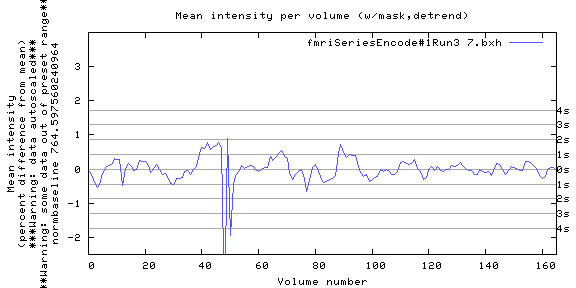 Mean intensity per volume (w/mask,detrend)
fmriSeriesEncode#1Run3 7.bxh
Mean intensity
(percent difference from mean)
***Warning: data autoscaled***
**Warning: some data out of preset range**
normbaseline 764.597560240964
3
2
1
0
-1
-2
4s
3s
2s
1s
0
1s
2s
3s
4s
0 20 40 60 80 100 120 140 160
Volume number